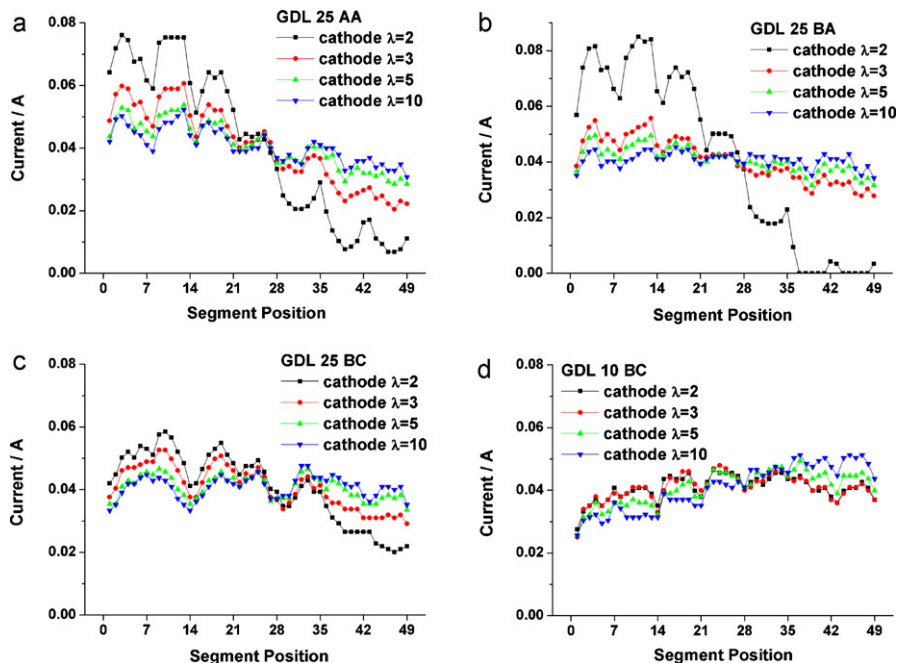 a
GDL 25 AA
cathode λ=2
cathode λ=3
cathode λ=5
cathode λ=10
Current / A
0.08
0.06
0.04
0.02
0.00
0 7 14 21 28 35 42 49
Segment Position
b
GDL 25 BA
cathode λ=2
cathode λ=3
cathode λ=5
cathode λ=10
Current / A
0.08
0.06
0.04
0.02
0.00
0 7 14 21 28 35 42 49
Segment Position
c
GDL 25 BC
cathode λ=2
cathode λ=3
cathode λ=5
cathode λ=10
Current / A
0.08
0.06
0.04
0.02
0.00
0 7 14 21 28 35 42 49
Segment Position
d
GDL 10 BC
cathode λ=2
cathode λ=3
cathode λ=5
cathode λ=10
Current / A
0.08
0.06
0.04
0.02
0.00
0 7 14 21 28 35 42 49
Segment Position